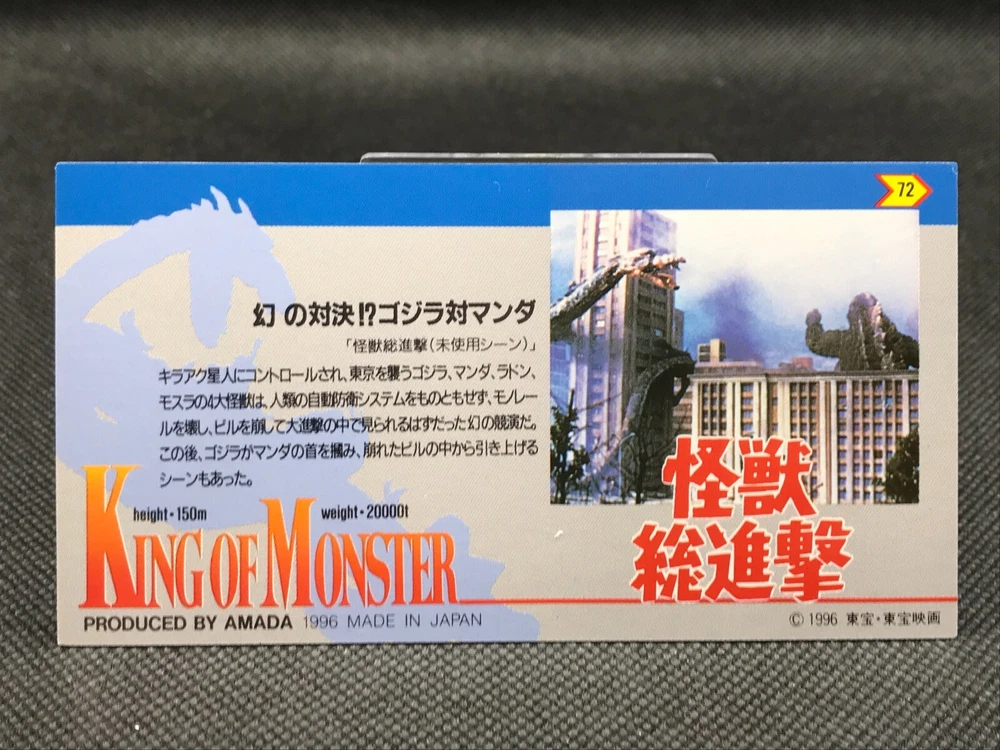 72
幻の対決!?ゴジラ対マンダ
「怪獣総進撃(未使用シーン)」
キラアク星人にコントロールされ、東京を襲うゴジラ、マンダ、ラドン、
モスラの4大怪獣は、人類の自動防衛システムをものともせず、モノレー
ルを壊し、ビルを崩して大進撃の中で見られるはずだった幻の競演だ。
この後、ゴジラがマンダの首を掴み、崩れたビルの中から引き上げる
シーンもあった。
height・150m weight・20000t
KING OF MONSTER
怪獣
総進撃
PRODUCED BY AMADA 1996 MADE IN JAPAN
© 1996 東宝・東宝映画